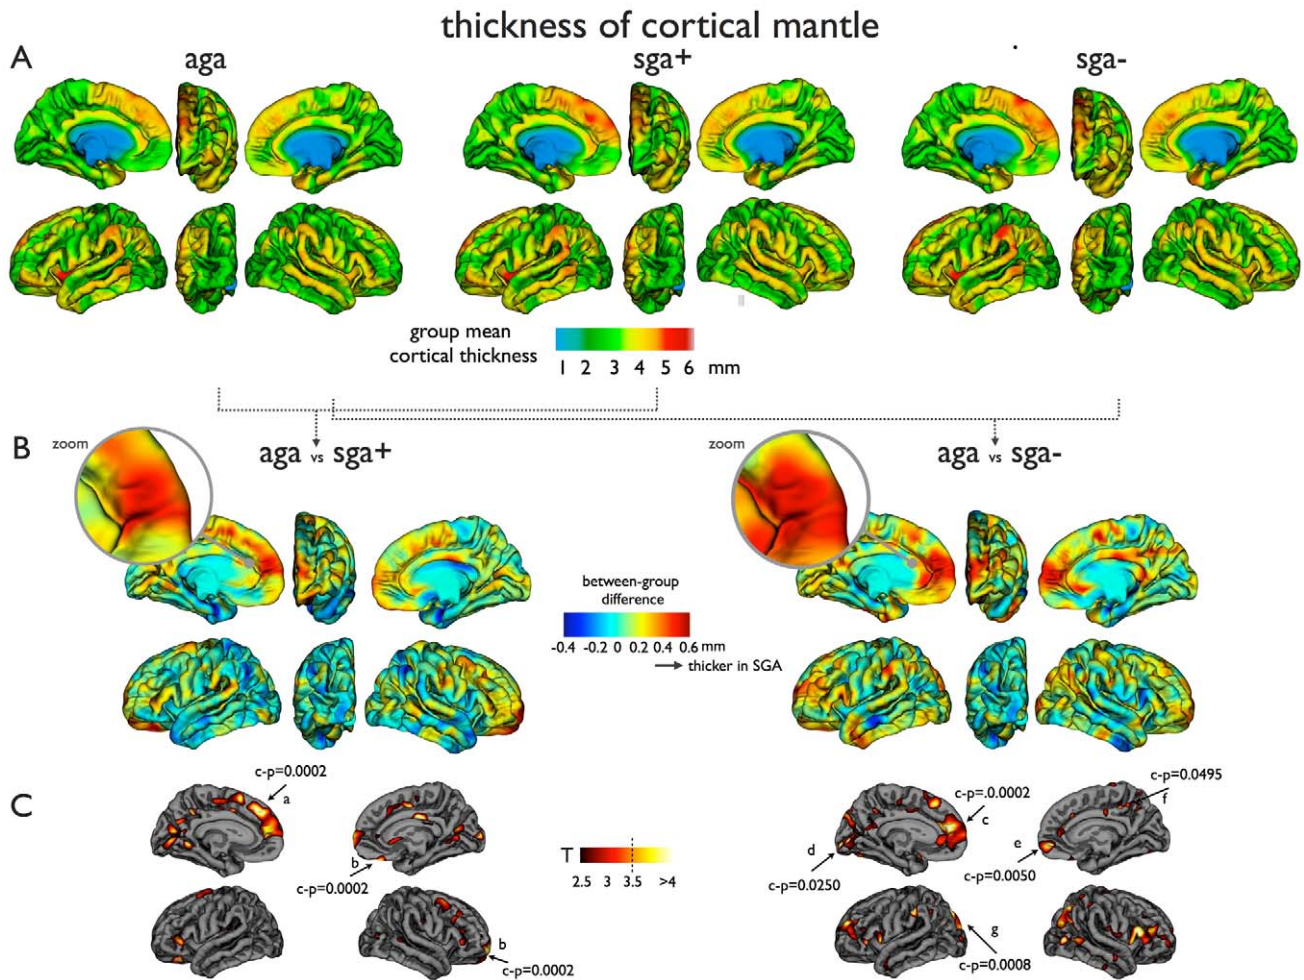 thickness of cortical mantle
A
aga
sga+
sga-
group mean
cortical thickness
1 2 3 4 5 6 mm
B
zoom
aga vs sga+
zoom
aga vs sga-
between-group
difference
-0.4 -0.2 0 0.2 0.4 0.6 mm
thicker in SGA
C
c-p=0.0002
a
b
c-p=0.0002
b
c-p=0.0002
T
2.5 3 3.5 >4
c-p=.0002
c
c-p=0.0495
f
d
c-p=0.0250
e
c-p=0.0050
g
c-p=0.0008